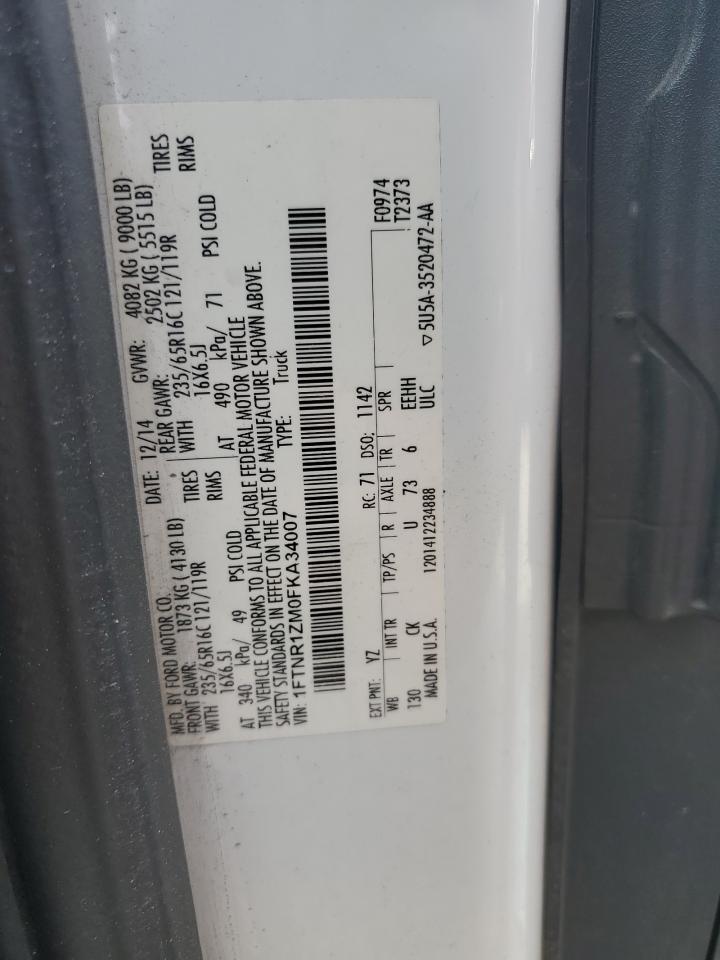 MFD. BY FORD MOTOR CO. DATE: 12/14 GVWR: 4082 KG ( 9000 LB)
FRONT GAWR: 1873 KG ( 4130 LB) REAR GAWR: 2502 KG ( 5515 LB)
WITH 235/65R16C 121/119R TIRES WITH 235/65R16C 121/119R TIRES
16X6.5J RIMS 16X6.5J RIMS
AT 340 kPa/ 49 PSI COLD AT 490 kPa/ 71 PSI COLD
THIS VEHICLE CONFORMS TO ALL APPLICABLE FEDERAL MOTOR VEHICLE
SAFETY STANDARDS IN EFFECT ON THE DATE OF MANUFACTURE SHOWN ABOVE.
VIN: 1FTNR1ZM0FKA34007 TYPE: Truck
F0974
T2373
EXT PNT: YZ RC: 71 DSO: 1142
WB INT TR TP/PS R AXLE TR SPR
130 CK U 73 6 EEHH
MADE IN U.S.A. 1201412234888 ULC ▽5U5A-3520472-AA